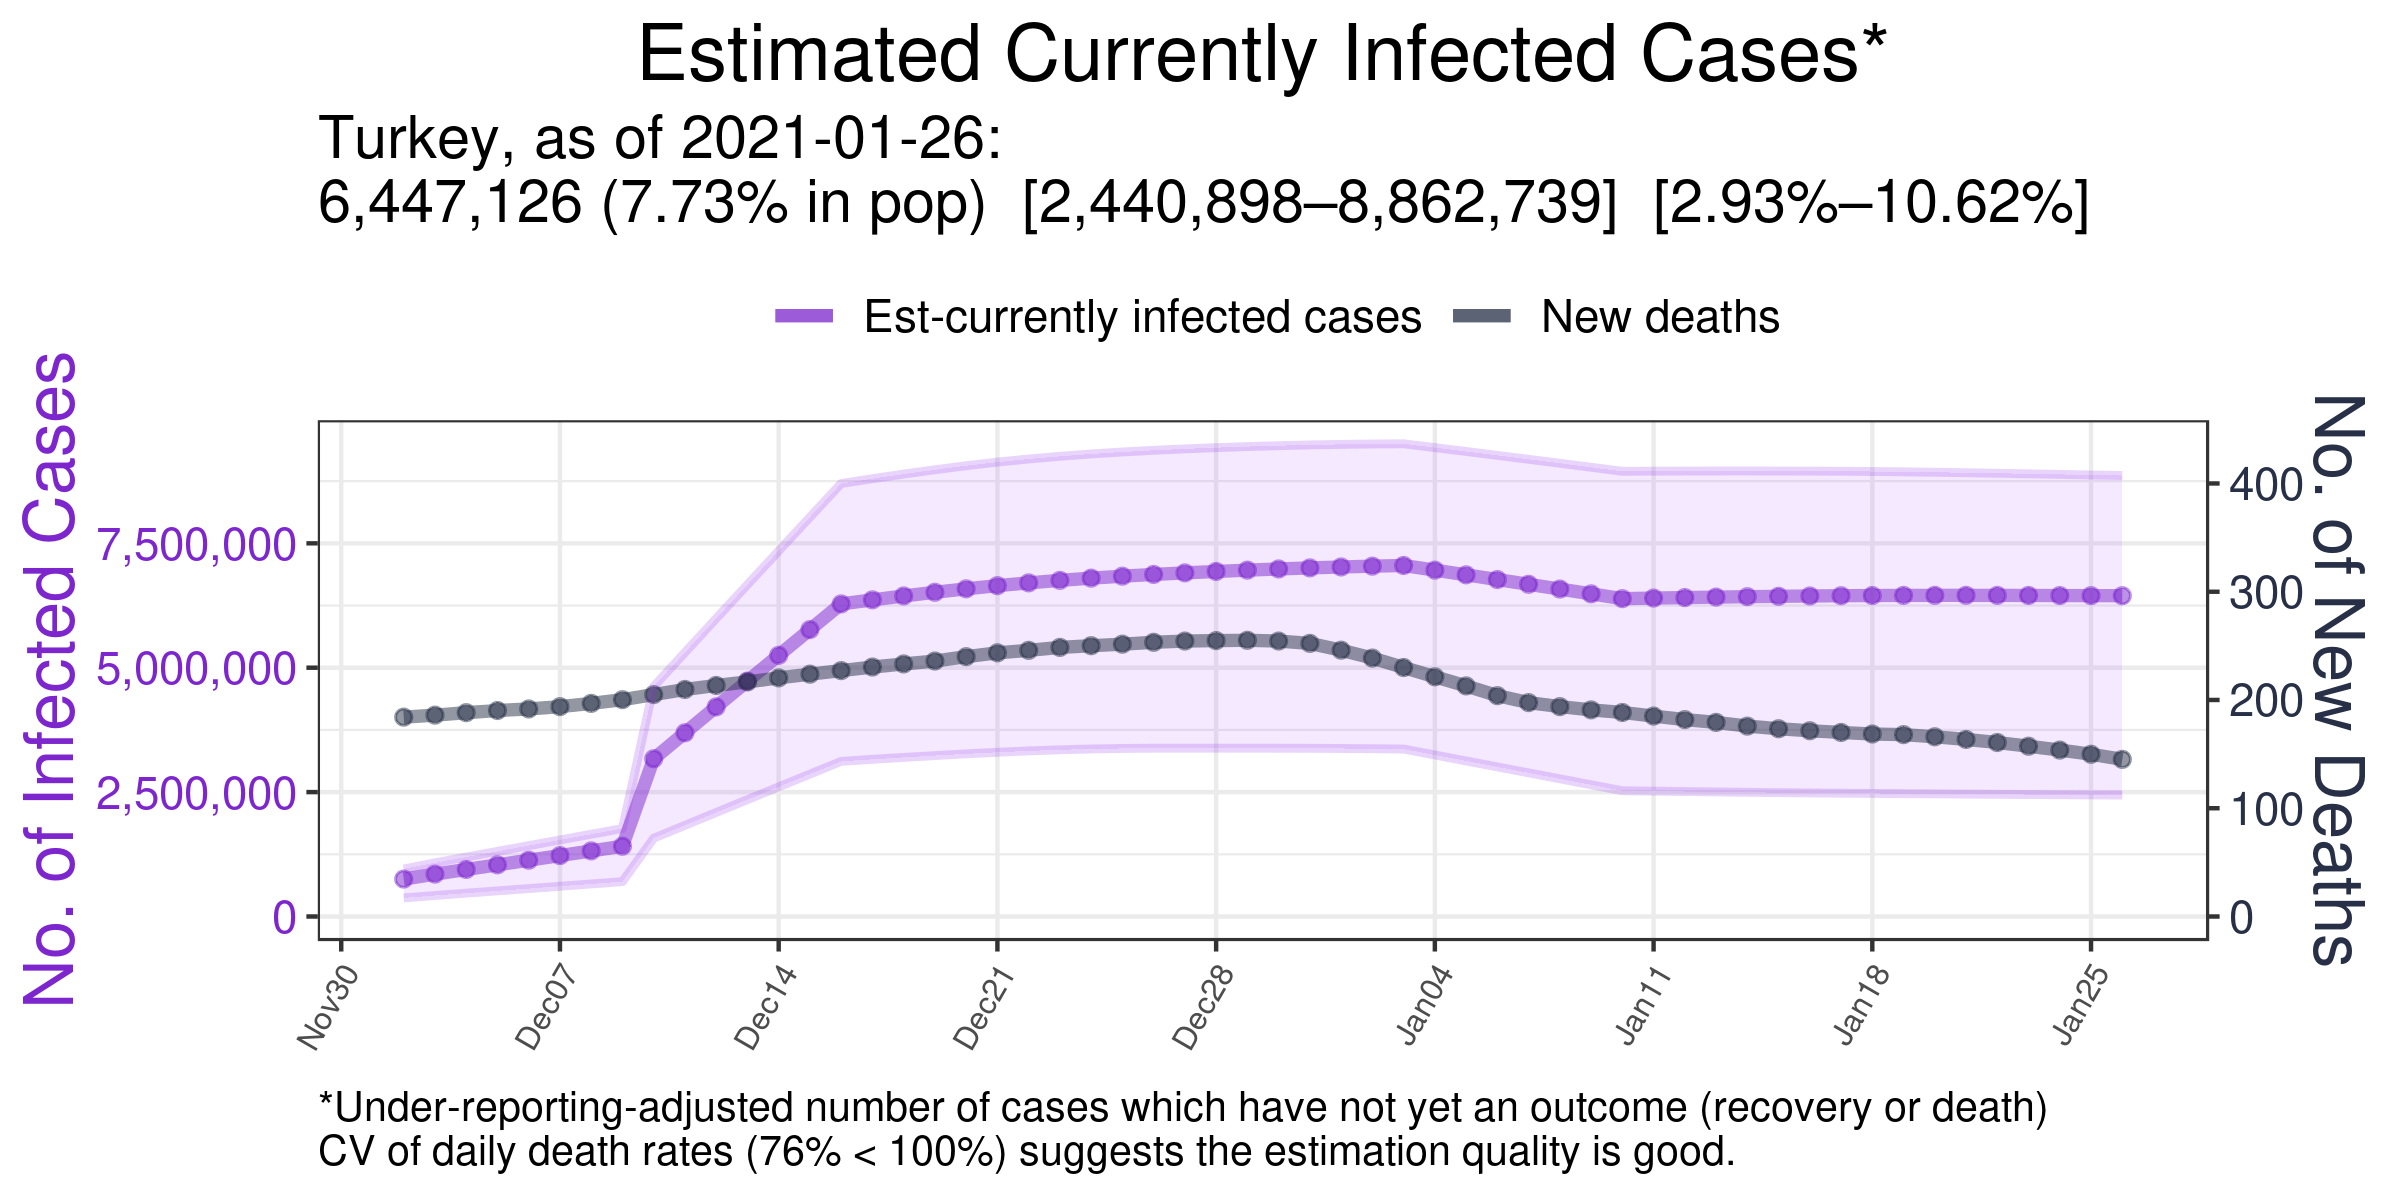 Estimated Currently Infected Cases*
Turkey, as of 2021-01-26:
6,447,126 (7.73% in pop)  [2,440,898–8,862,739]  [2.93%–10.62%]
Est-currently infected cases
New deaths
No. of Infected Cases
7,500,000
5,000,000
2,500,000
0
400
300
200
100
0
No. of New Deaths
Nov30
Dec07
Dec14
Dec21
Dec28
Jan04
Jan11
Jan18
Jan25
*Under-reporting-adjusted number of cases which have not yet an outcome (recovery or death)
CV of daily death rates (76% < 100%) suggests the estimation quality is good.